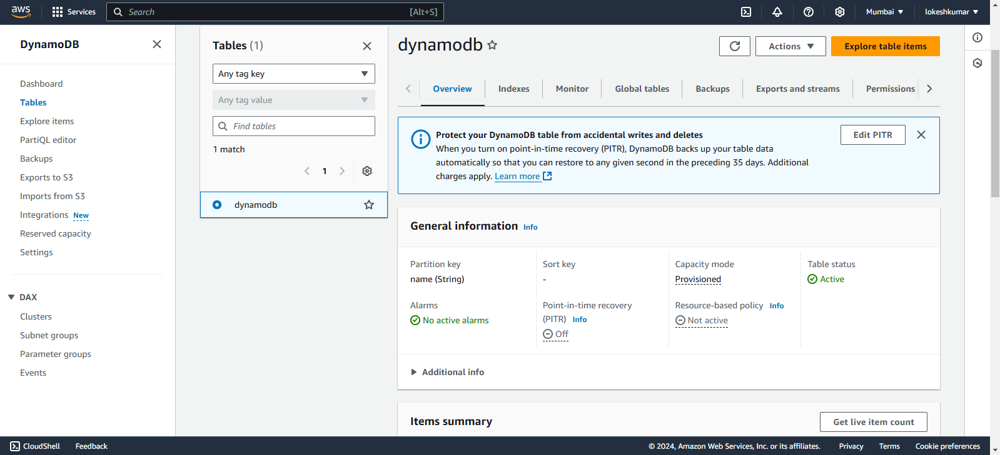 aws
Services
Search
[Alt+S]
Mumbai
lokeshkumar
DynamoDB
Dashboard
Tables
Explore items
PartiQL editor
Backups
Exports to S3
Imports from S3
Integrations New
Reserved capacity
Settings
DAX
Clusters
Subnet groups
Parameter groups
Events
Tables (1)
Any tag key
Any tag value
Find tables
1 match
1
dynamodb
dynamodb
Actions
Explore table items
Overview
Indexes
Monitor
Global tables
Backups
Exports and streams
Permissions
Protect your DynamoDB table from accidental writes and deletes
When you turn on point-in-time recovery (PITR), DynamoDB backs up your table data
automatically so that you can restore to any given second in the preceding 35 days. Additional
charges apply. Learn more
Edit PITR
General information Info
Partition key
name (String)
Sort key
-
Capacity mode
Provisioned
Table status
Active
Alarms
No active alarms
Point-in-time recovery
(PITR) Info
Off
Resource-based policy Info
Not active
Additional info
Items summary
Get live item count
CloudShell
Feedback
© 2024, Amazon Web Services, Inc. or its affiliates.
Privacy
Terms
Cookie preferences